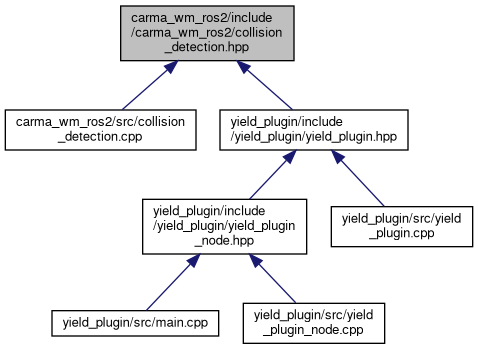 carma_wm_ros2/include
/carma_wm_ros2/collision
_detection.hpp
carma_wm_ros2/src/collision
_detection.cpp
yield_plugin/include
/yield_plugin/yield_plugin.hpp
yield_plugin/include
/yield_plugin/yield_plugin
_node.hpp
yield_plugin/src/yield
_plugin.cpp
yield_plugin/src/main.cpp
yield_plugin/src/yield
_plugin_node.cpp